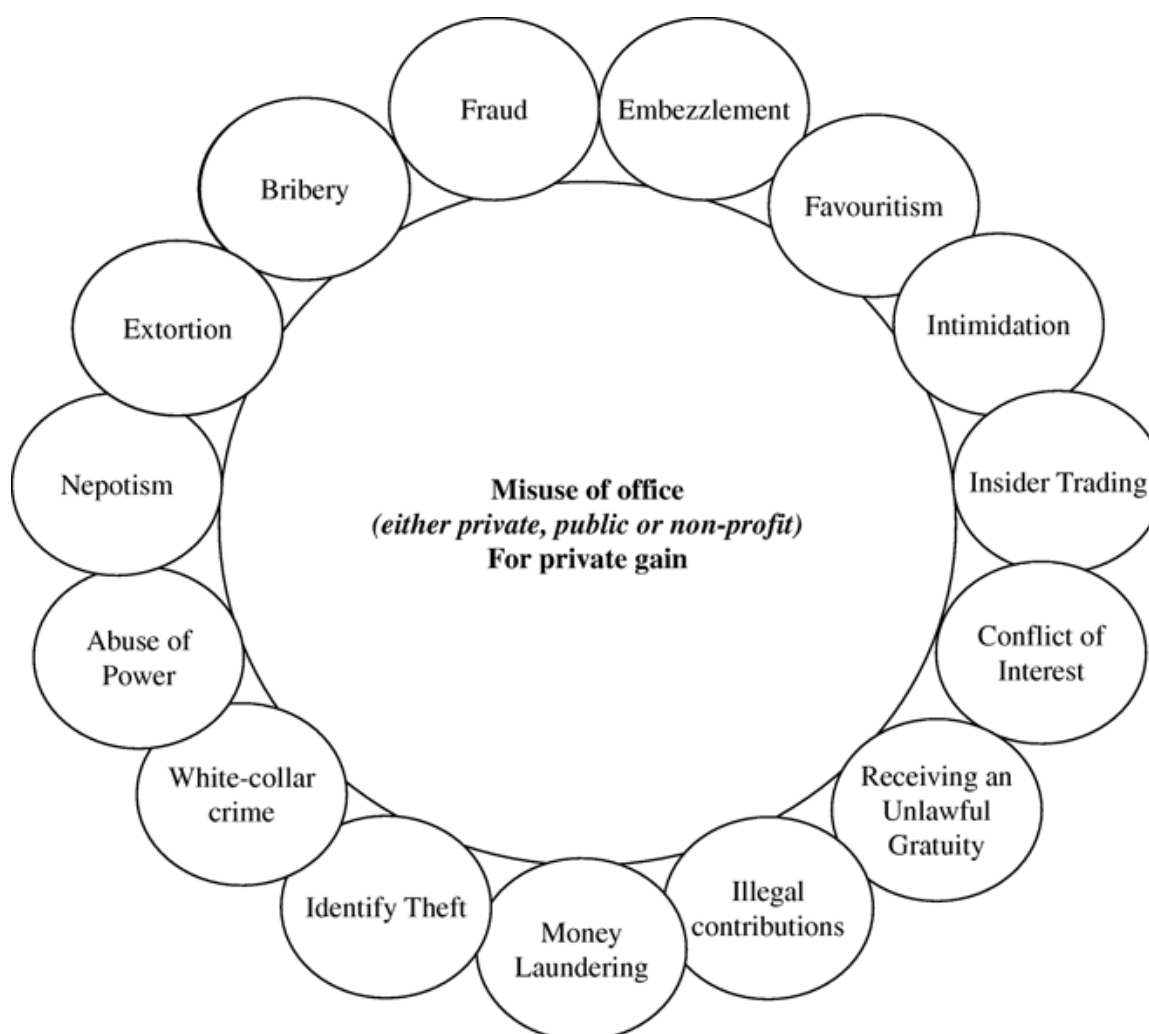 Fraud
Embezzlement
Bribery
Favouritism
Extortion
Intimidation
Nepotism
Insider Trading
Misuse of office
(either private, public or non-profit)
For private gain
Abuse of
Power
Conflict of
Interest
White-collar
crime
Receiving an
Unlawful
Gratuity
Identify Theft
Illegal
contributions
Money
Laundering